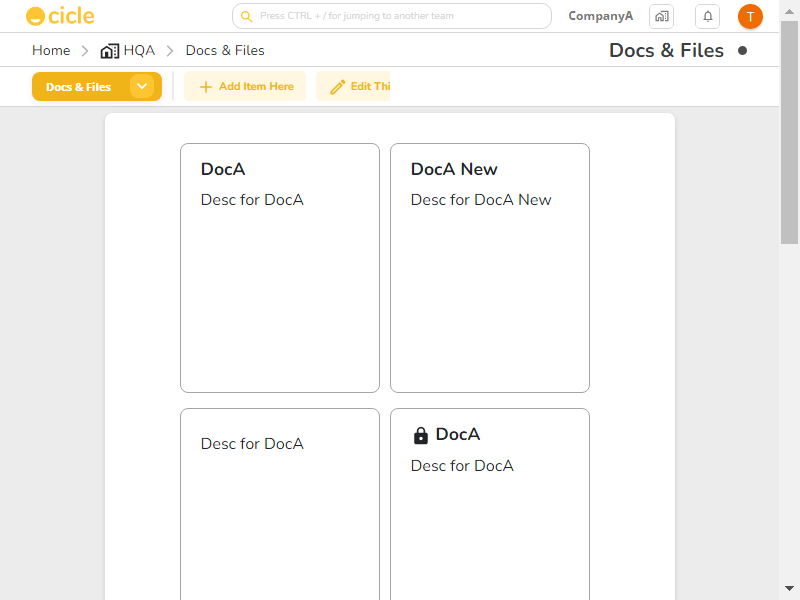 cicle
Press CTRL + / for jumping to another team
CompanyA
T
Home
HQA
Docs & Files
Docs & Files
Docs & Files
Add Item Here
Edit Thi
DocA
Desc for DocA
DocA New
Desc for DocA New
Desc for DocA
DocA
Desc for DocA